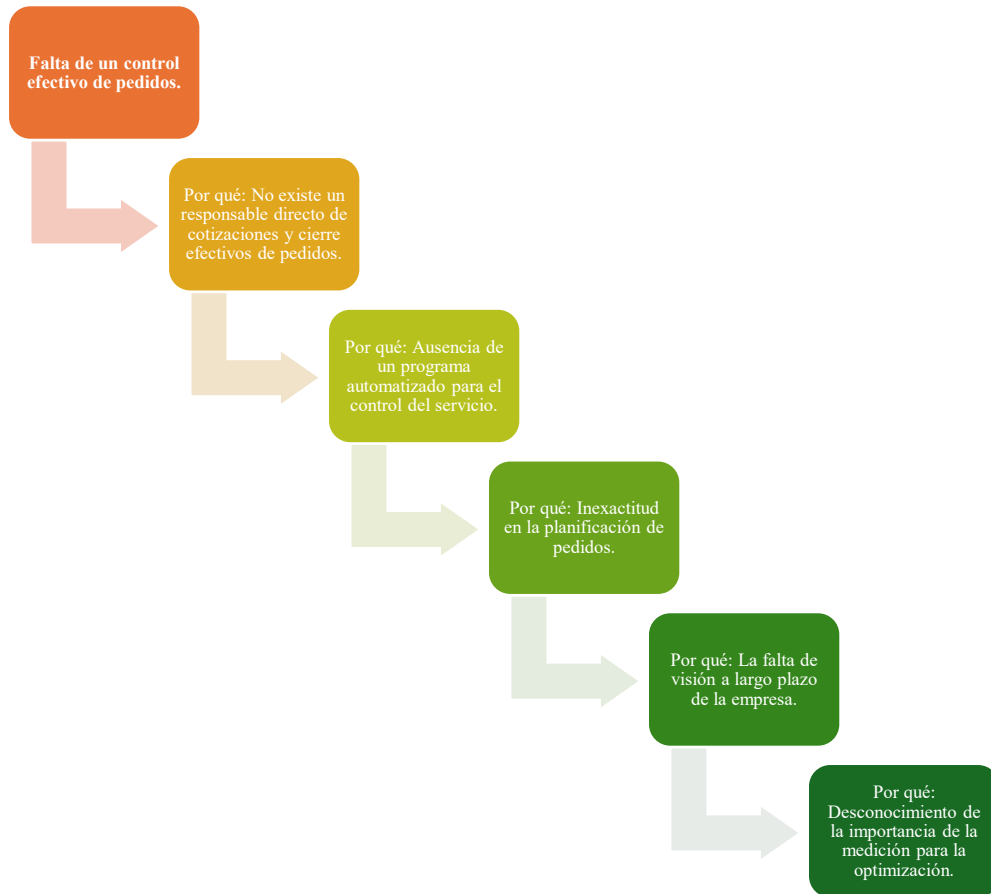 Falta de un control
efectivo de pedidos.
Por qué: No existe un
responsable directo de
cotizaciones y cierre
efectivos de pedidos.
Por qué: Ausencia de
un programa
automatizado para el
control del servicio.
Por qué: Inexactitud
en la planificación de
pedidos.
Por qué: La falta de
visión a largo plazo
de la empresa.
Por qué:
Desconocimiento de
la importancia de la
medición para la
optimización.